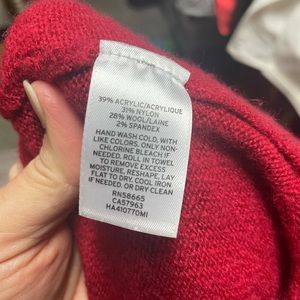 39% ACRYLIC/ACRYLIQUE
31% NYLON
28% WOOL/LAINE
2% SPANDEX
HAND WASH COLD, WITH
LIKE COLORS. ONLY NON-
CHLORINE BLEACH IF
NEEDED. ROLL IN TOWEL
TO REMOVE EXCESS
MOISTURE, RESHAPE, LAY
FLAT TO DRY. COOL IRON
IF NEEDED. OR DRY CLEAN
RN58665
CA57963
HA410770MI